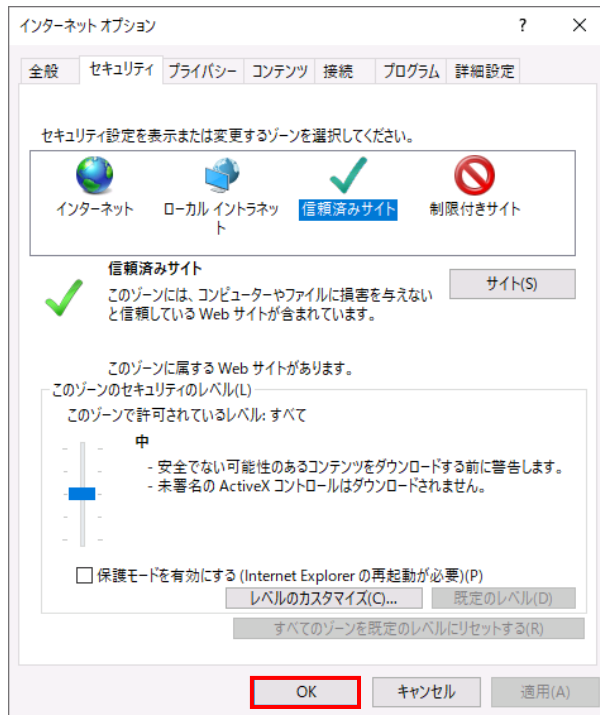 インターネット オプション
?
×
全般
セキュリティ
プライバシー
コンテンツ
接続
プログラム
詳細設定
セキュリティ設定を表示または変更するゾーンを選択してください。
インターネット
ローカル イントラネッ
ト
信頼済みサイト
制限付きサイト
信頼済みサイト
このゾーンには、コンピューターやファイルに損害を与えない
と信頼している Web サイトが含まれています。
サイト(S)
このゾーンに属する Web サイトがあります。
このゾーンのセキュリティのレベル(L)
このゾーンで許可されているレベル: すべて
中
- 安全でない可能性のあるコンテンツをダウンロードする前に警告します。
- 未署名の ActiveX コントロールはダウンロードされません。
保護モードを有効にする (Internet Explorer の再起動が必要)(P)
レベルのカスタマイズ(C)...
既定のレベル(D)
すべてのゾーンを既定のレベルにリセットする(R)
OK
キャンセル
適用(A)